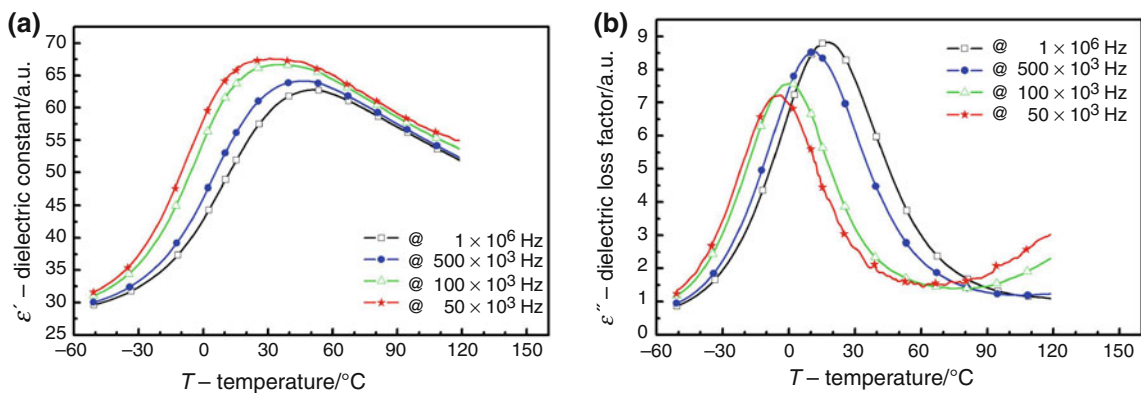 (a)
70
65
60
55
50
45
40
35
30
25
ε′ – dielectric constant/a.u.
@ 1 × 10⁶ Hz
@ 500 × 10³ Hz
@ 100 × 10³ Hz
@ 50 × 10³ Hz
–60 –30 0 30 60 90 120 150
T – temperature/°C
(b)
9
8
7
6
5
4
3
2
1
0
ε″ – dielectric loss factor/a.u.
@ 1 × 10⁶ Hz
@ 500 × 10³ Hz
@ 100 × 10³ Hz
@ 50 × 10³ Hz
–60 –30 0 30 60 90 120 150
T – temperature/°C